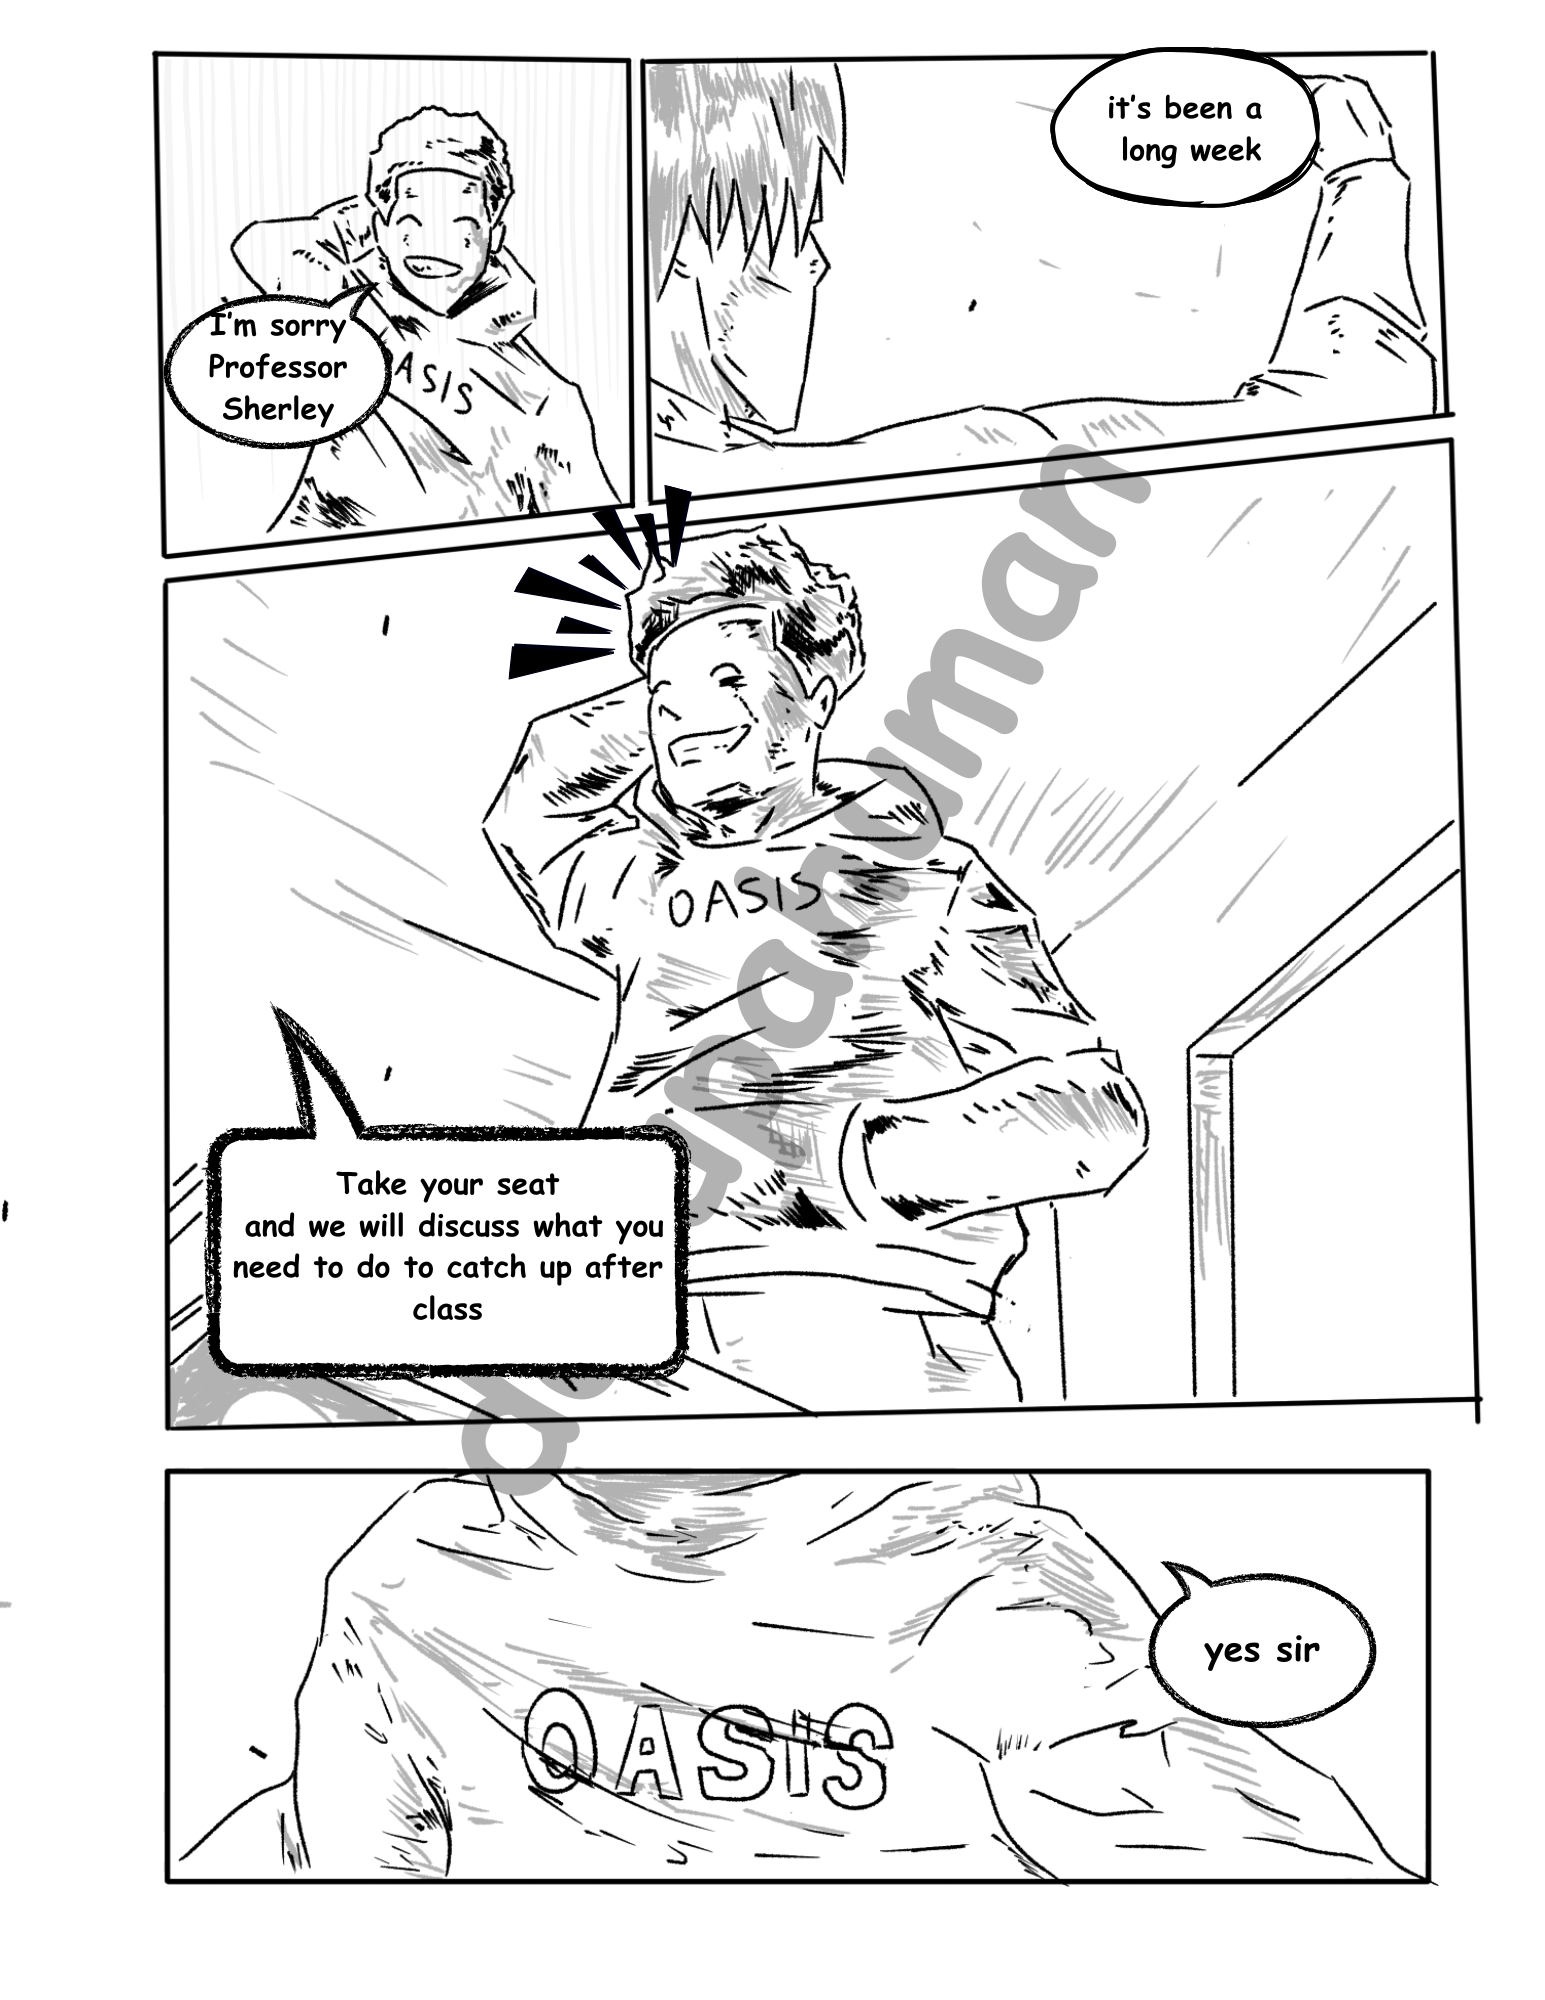 I'm sorry
Professor
Sherley
ASIS
it's been a
long week
OASIS
Take your seat
and we will discuss what you
need to do to catch up after
class
OASIS
yes sir